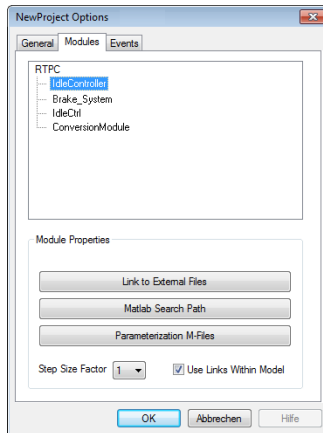 NewProject Options
General Modules Events
RTPC
IdleController
Brake_System
IdleCtrl
ConversionModule
Module Properties
Link to External Files
Matlab Search Path
Parameterization M-Files
Step Size Factor 1 Use Links Within Model
OK Abbrechen Hilfe